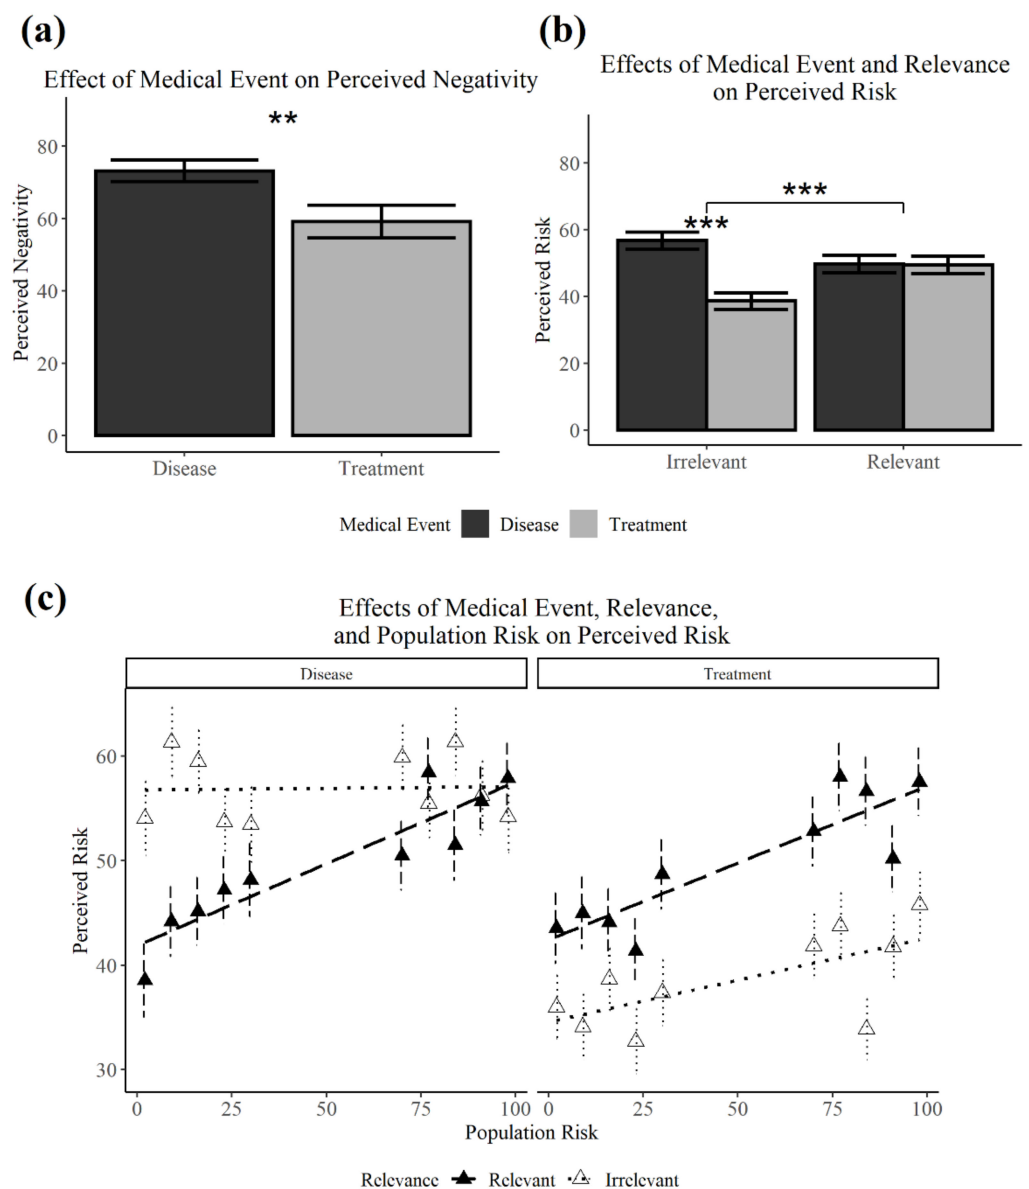 (a)
Effect of Medical Event on Perceived Negativity
**
80
60
40
20
0
Perceived Negativity
Disease
Treatment
(b)
Effects of Medical Event and Relevance
on Perceived Risk
***
***
80
60
40
20
0
Perceived Risk
Irrelevant
Relevant
Medical Event
Disease
Treatment
(c)
Effects of Medical Event, Relevance,
and Population Risk on Perceived Risk
Disease
Treatment
60
50
40
30
Perceived Risk
0
25
50
75
100
0
25
50
75
100
Population Risk
Relevance
Relevant
Irrelevant